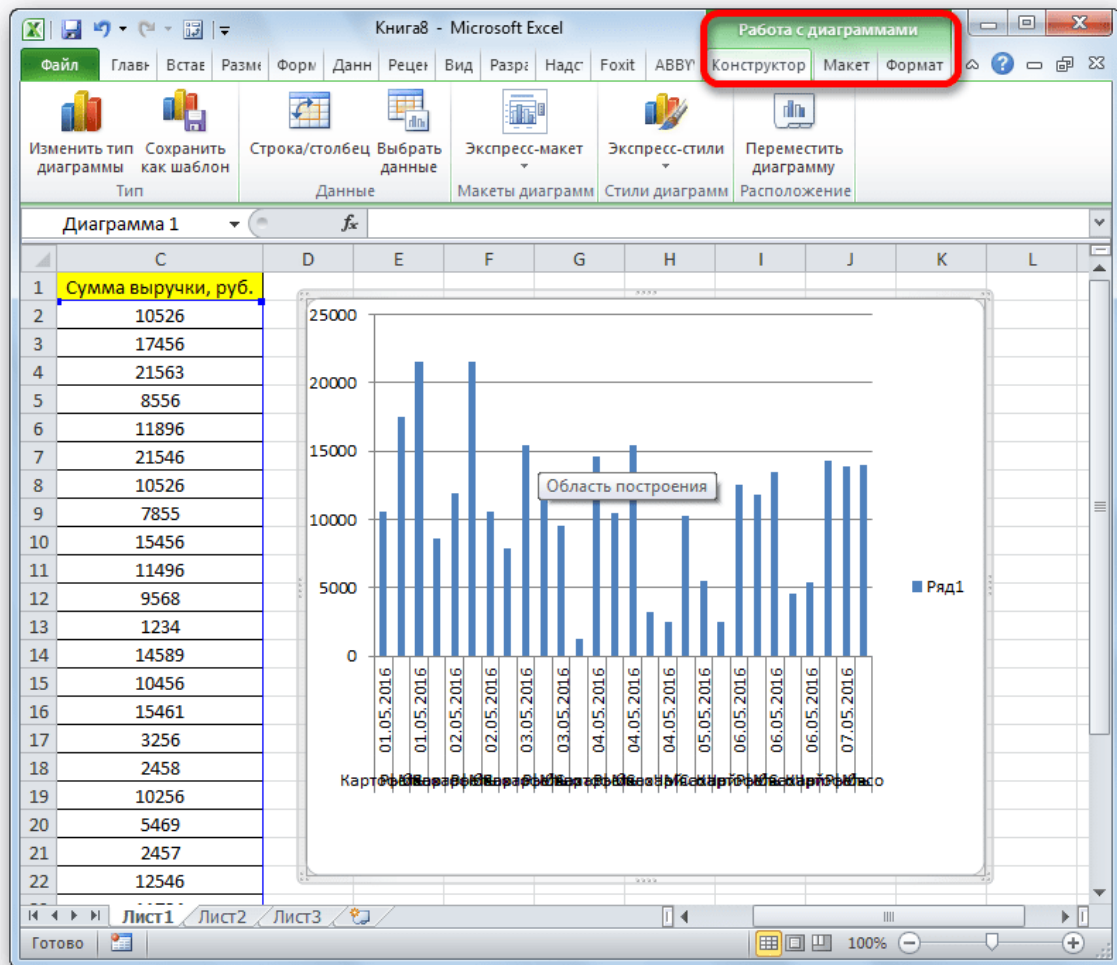 Книга8 - Microsoft Excel
Работа с диаграммами
Файл Главн Встав Разме Форм Данн Рецен Вид Разра Надс Foxit ABBY Конструктор Макет Формат
Изменить тип диаграммы Сохранить как шаблон Строка/столбец Выбрать данные Экспресс-макет Экспресс-стили Переместить диаграмму
Тип Данные Макеты диаграмм Стили диаграмм Расположение
Диаграмма 1 fx
C D E F G H I J K L
1 Сумма выручки, руб.
2 10526
3 17456
4 21563
5 8556
6 11896
7 21546
8 10526
9 7855
10 15456
11 11496
12 9568
13 1234
14 14589
15 10456
16 15461
17 3256
18 2458
19 10256
20 5469
21 2457
22 12546
25000
20000
15000
10000
5000
0
Область построения
Ряд1
01.05.2016 01.05.2016 02.05.2016 02.05.2016 03.05.2016 03.05.2016 04.05.2016 04.05.2016 04.05.2016 05.05.2016 06.05.2016 06.05.2016 06.05.2016 07.05.2016
Лист1 Лист2 Лист3
Готово 100%